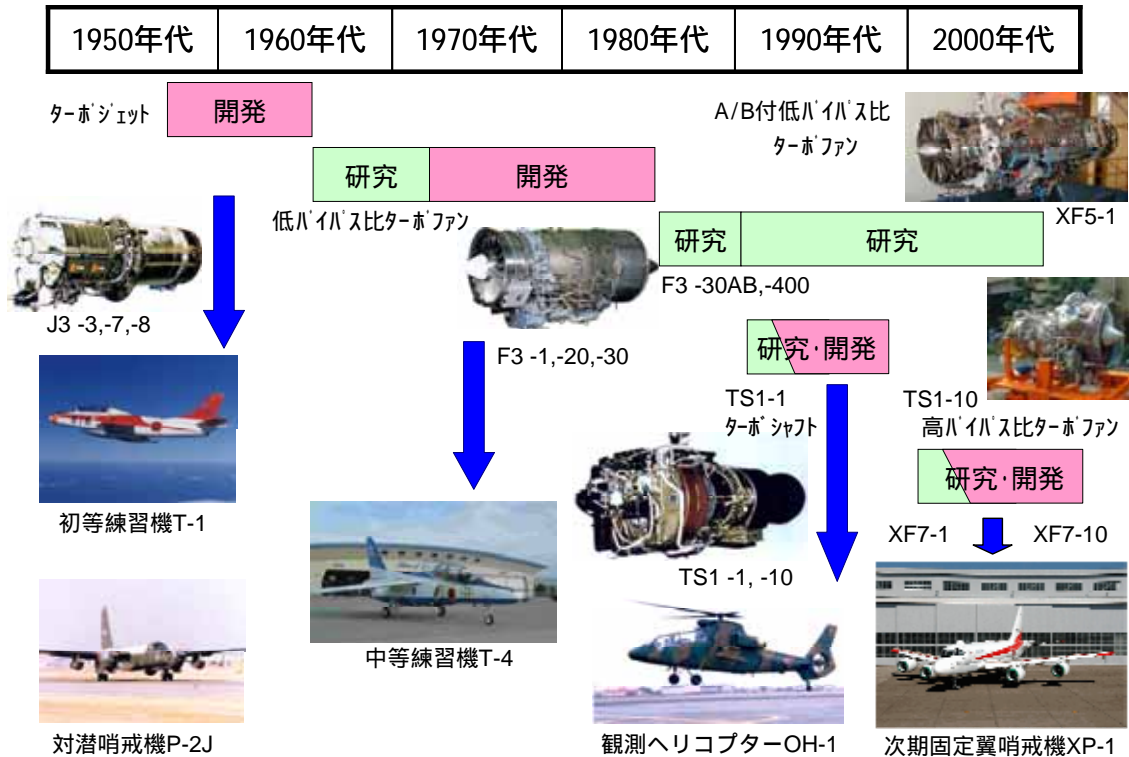 1950年代 1960年代 1970年代 1980年代 1990年代 2000年代
ﾀｰﾎﾞｼﾞｪｯﾄ
開発
A/B付低ﾊﾞｲﾊﾟｽ比
ﾀｰﾎﾞﾌｧﾝ
研究 開発
低ﾊﾞｲﾊﾟｽ比ﾀｰﾎﾞﾌｧﾝ
XF5-1
研究 研究
F3 -30AB,-400
J3 -3,-7,-8
F3 -1,-20,-30
研究･開発
TS1-1
ﾀｰﾎﾞｼｬﾌﾄ
TS1-10
高ﾊﾞｲﾊﾟｽ比ﾀｰﾎﾞﾌｧﾝ
研究･開発
初等練習機T-1
XF7-1 XF7-10
TS1 -1, -10
中等練習機T-4
対潜哨戒機P-2J
観測ヘリコプターOH-1
次期固定翼哨戒機XP-1